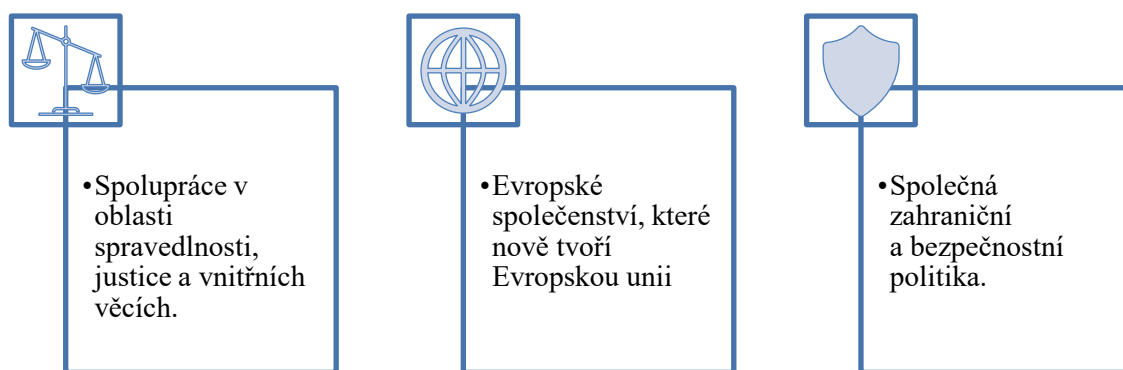 •Spolupráce v
oblasti
spravedlnosti,
justice a vnitřních
věcích.
•Evropské
společenství, které
nově tvoří
Evropskou unii
•Společná
zahraniční
a bezpečnostní
politika.